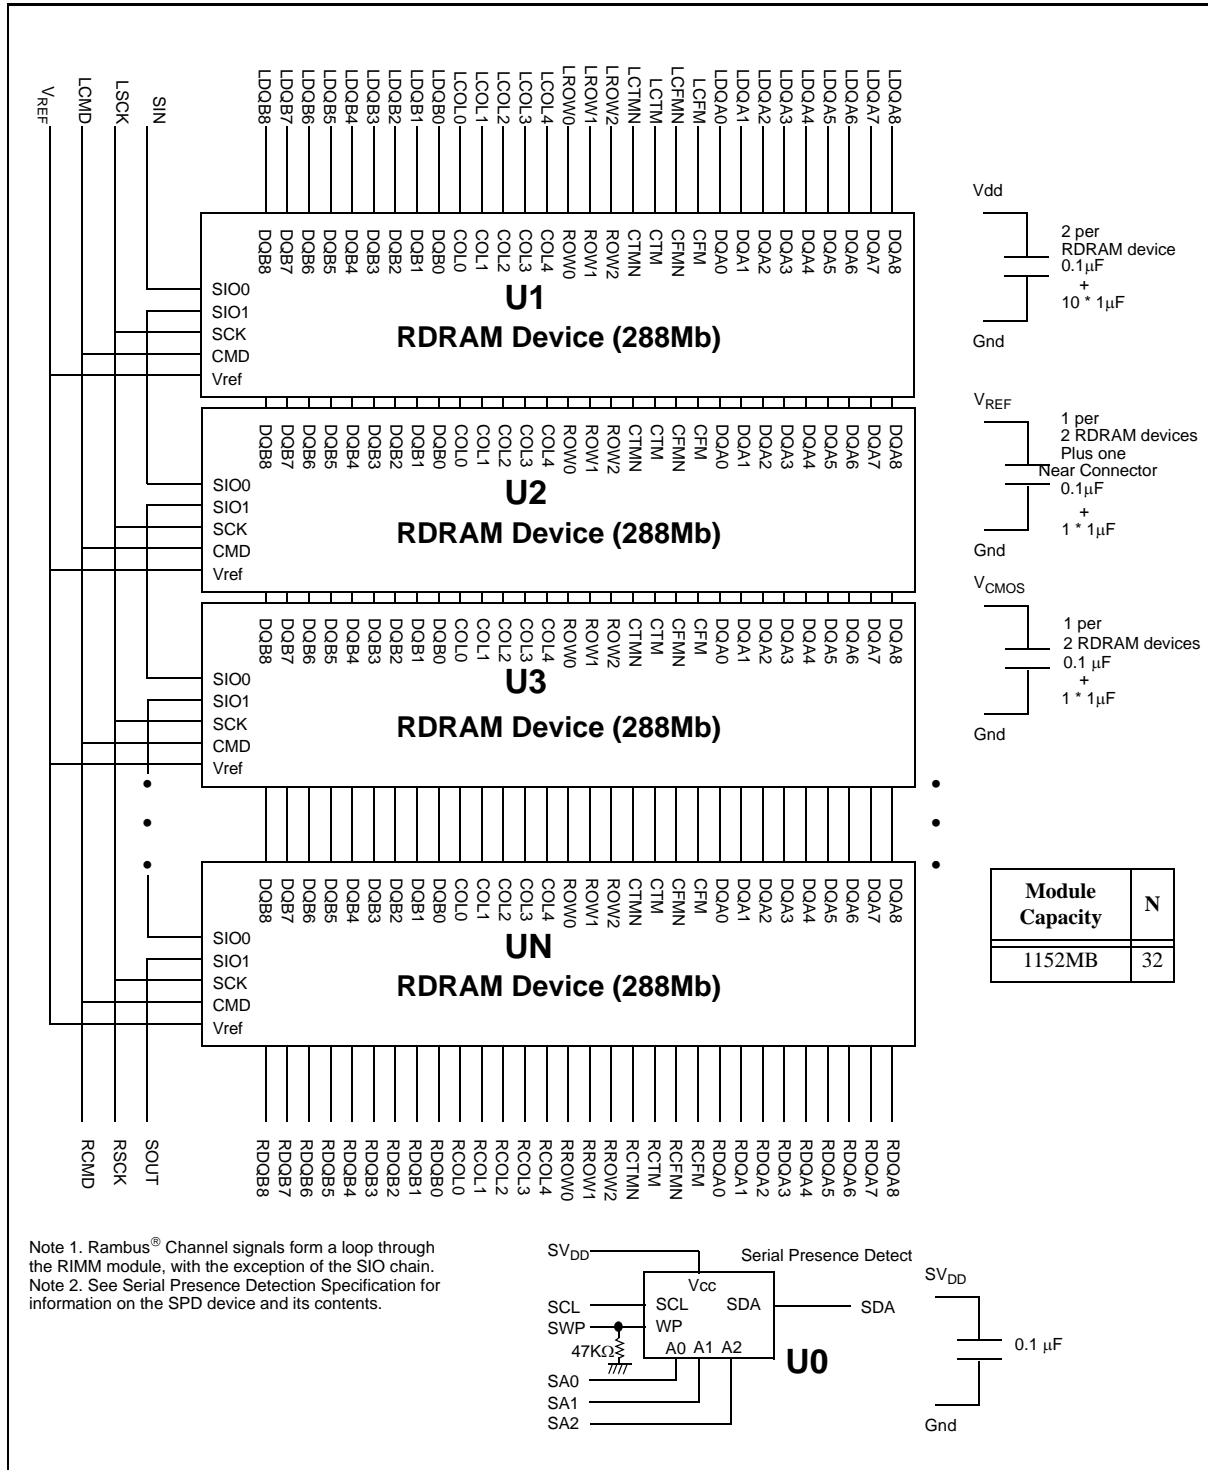 VREF
LCMD
LSCK
SIN
LDQB8
LDQB7
LDQB6
LDQB5
LDQB4
LDQB3
LDQB2
LDQB1
LDQB0
LCOL0
LCOL1
LCOL2
LCOL3
LCOL4
LROW0
LROW1
LROW2
LCTMN
LCTM
LCFMN
LCFM
LDQA0
LDQA1
LDQA2
LDQA3
LDQA4
LDQA5
LDQA6
LDQA7
LDQA8
DQB8
DQB7
DQB6
DQB5
DQB4
DQB3
DQB2
DQB1
DQB0
COL0
COL1
COL2
COL3
COL4
ROW0
ROW1
ROW2
CTMN
CTM
CFMN
CFM
DQA0
DQA1
DQA2
DQA3
DQA4
DQA5
DQA6
DQA7
DQA8
SIO0
SIO1
SCK
CMD
Vref
U1
RDRAM Device (288Mb)
DQB8
DQB7
DQB6
DQB5
DQB4
DQB3
DQB2
DQB1
DQB0
COL0
COL1
COL2
COL3
COL4
ROW0
ROW1
ROW2
CTMN
CTM
CFMN
CFM
DQA0
DQA1
DQA2
DQA3
DQA4
DQA5
DQA6
DQA7
DQA8
SIO0
SIO1
SCK
CMD
Vref
U2
RDRAM Device (288Mb)
DQB8
DQB7
DQB6
DQB5
DQB4
DQB3
DQB2
DQB1
DQB0
COL0
COL1
COL2
COL3
COL4
ROW0
ROW1
ROW2
CTMN
CTM
CFMN
CFM
DQA0
DQA1
DQA2
DQA3
DQA4
DQA5
DQA6
DQA7
DQA8
SIO0
SIO1
SCK
CMD
Vref
U3
RDRAM Device (288Mb)
DQB8
DQB7
DQB6
DQB5
DQB4
DQB3
DQB2
DQB1
DQB0
COL0
COL1
COL2
COL3
COL4
ROW0
ROW1
ROW2
CTMN
CTM
CFMN
CFM
DQA0
DQA1
DQA2
DQA3
DQA4
DQA5
DQA6
DQA7
DQA8
SIO0
SIO1
SCK
CMD
Vref
UN
RDRAM Device (288Mb)
RCMD
RSCK
SOUT
RDQB8
RDQB7
RDQB6
RDQB5
RDQB4
RDQB3
RDQB2
RDQB1
RDQB0
RCOL0
RCOL1
RCOL2
RCOL3
RCOL4
RROW0
RROW1
RROW2
RCTMN
RCTM
RCFMN
RCFM
RDQA0
RDQA1
RDQA2
RDQA3
RDQA4
RDQA5
RDQA6
RDQA7
RDQA8
Vdd
2 per
RDRAM device
0.1µF
+
10 * 1µF
Gnd
VREF
1 per
2 RDRAM devices
Plus one
Near Connector
0.1µF
+
1 * 1µF
Gnd
VCMOS
1 per
2 RDRAM devices
0.1 µF
+
1 * 1µF
Gnd
Module Capacity N
1152MB 32
Note 1. Rambus® Channel signals form a loop through
the RIMM module, with the exception of the SIO chain.
Note 2. See Serial Presence Detection Specification for
information on the SPD device and its contents.
SVDD
Serial Presence Detect
Vcc
SCL SCL SDA SDA
SWP WP
47KΩ
A0 A1 A2
U0
SA0
SA1
SA2
SVDD
0.1 µF
Gnd